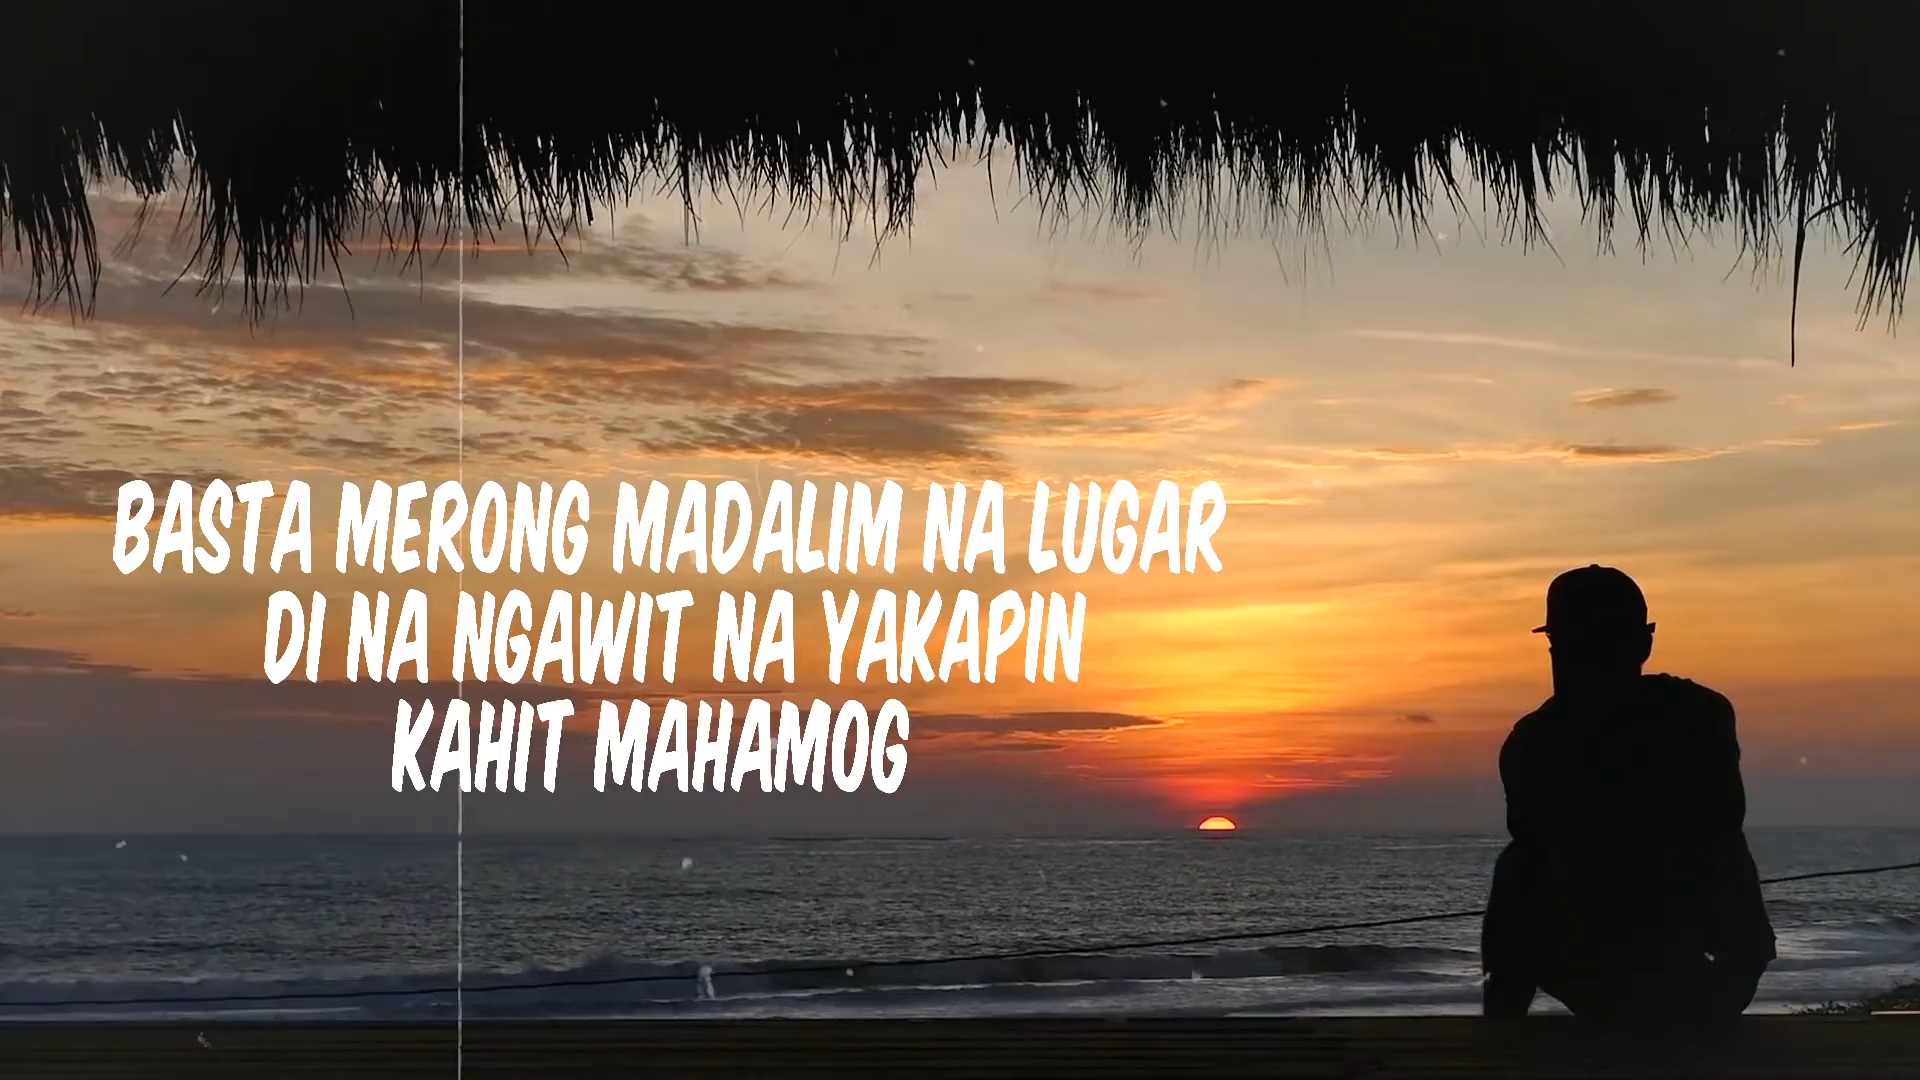 BASTA MERONG MADALIM NA LUGAR
DI NA NGAWIT NA YAKAPIN
KAHIT MAHAMOG